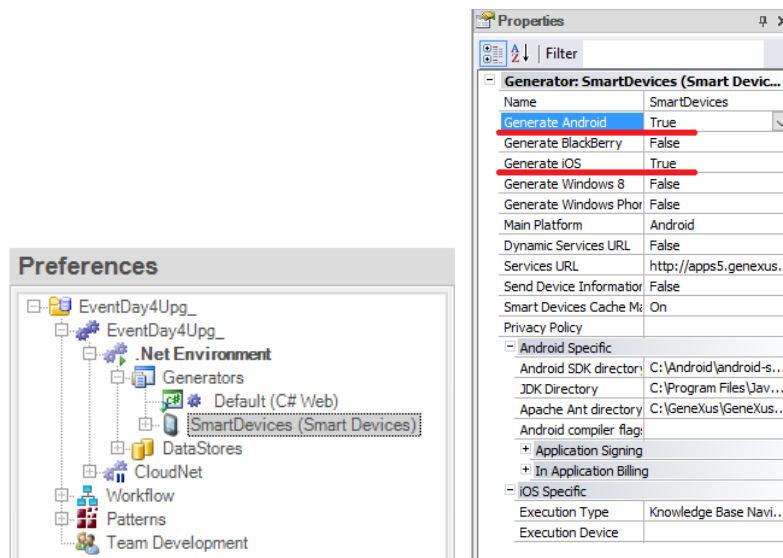 Preferences
EventDay4Upg_
EventDay4Upg_
.Net Environment
Generators
Default (C# Web)
SmartDevices (Smart Devices)
DataStores
CloudNet
Workflow
Patterns
Team Development
Properties
Filter
Generator: SmartDevices (Smart Devic...
Name SmartDevices
Generate Android True
Generate BlackBerry False
Generate iOS True
Generate Windows 8 False
Generate Windows Phor False
Main Platform Android
Dynamic Services URL False
Services URL http://apps5.genexus.
Send Device Information False
Smart Devices Cache Ma On
Privacy Policy
Android Specific
Android SDK directory C:\Android\android-s...
JDK Directory C:\Program Files\Jav...
Apache Ant directory C:\GeneXus\GeneXus..
Android compiler flags
Application Signing
In Application Billing
iOS Specific
Execution Type Knowledge Base Navi..
Execution Device